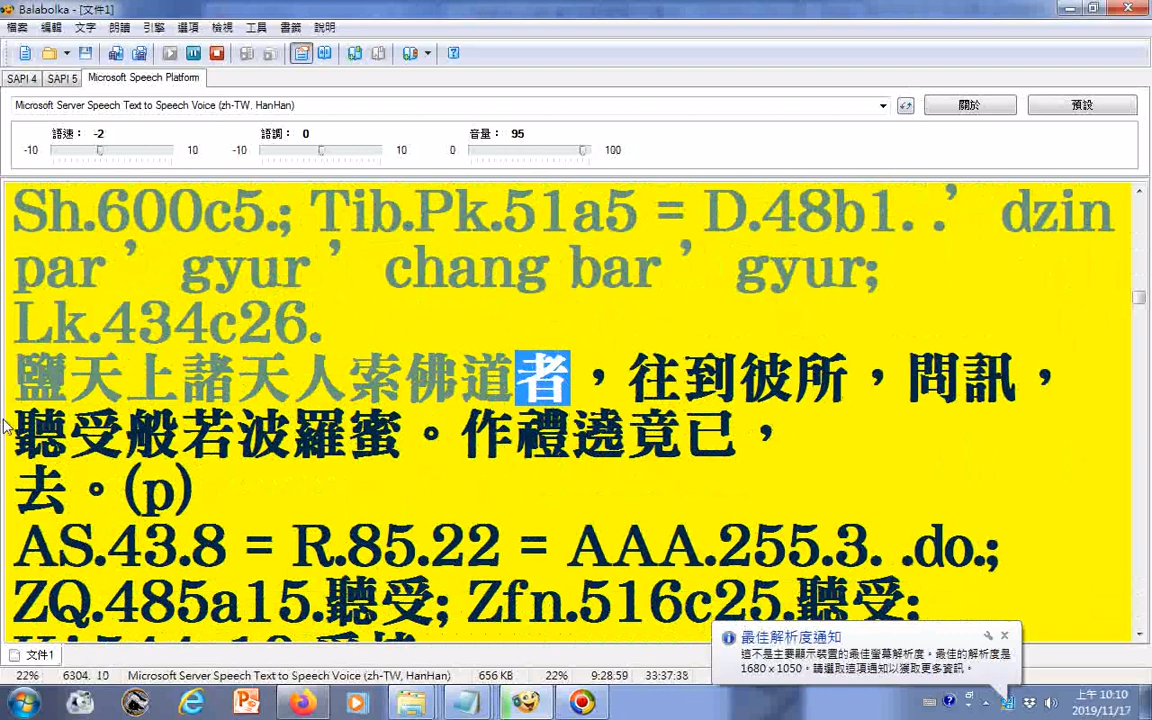 Balabolka - [文件1]
檔案 編輯 文字 朗讀 引擎 選項 檢視 工具 書籤 說明
SAPI 4 SAPI 5 Microsoft Speech Platform
Microsoft Server Speech Text to Speech Voice (zh-TW, HanHan) 關於 預設
語速： -2 語調： 0 音量： 95
-10 10 -10 10 0 100
Sh.600c5.; Tib.Pk.51a5 = D.48b1. .’dzin
par ’gyur ’chang bar ’gyur;
Lk.434c26.
鹽天上諸天人索佛道者，往到彼所，問訊，
聽受般若波羅蜜。作禮遶竟已，
去。(p)
AS.43.8 = R.85.22 = AAA.255.3. .do.;
ZQ.485a15.聽受; Zfn.516c25.聽受;
最佳解析度通知
這不是主要顯示裝置的最佳螢幕解析度。最佳的解析度是
1680 x 1050。請選取這項通知以獲取更多資訊。
文件1
22% 6304. 10 Microsoft Server Speech Text to Speech Voice (zh-TW, HanHan) 656 KB 22% 9:28:59 33:37:38
上午 10:10
2019/11/17